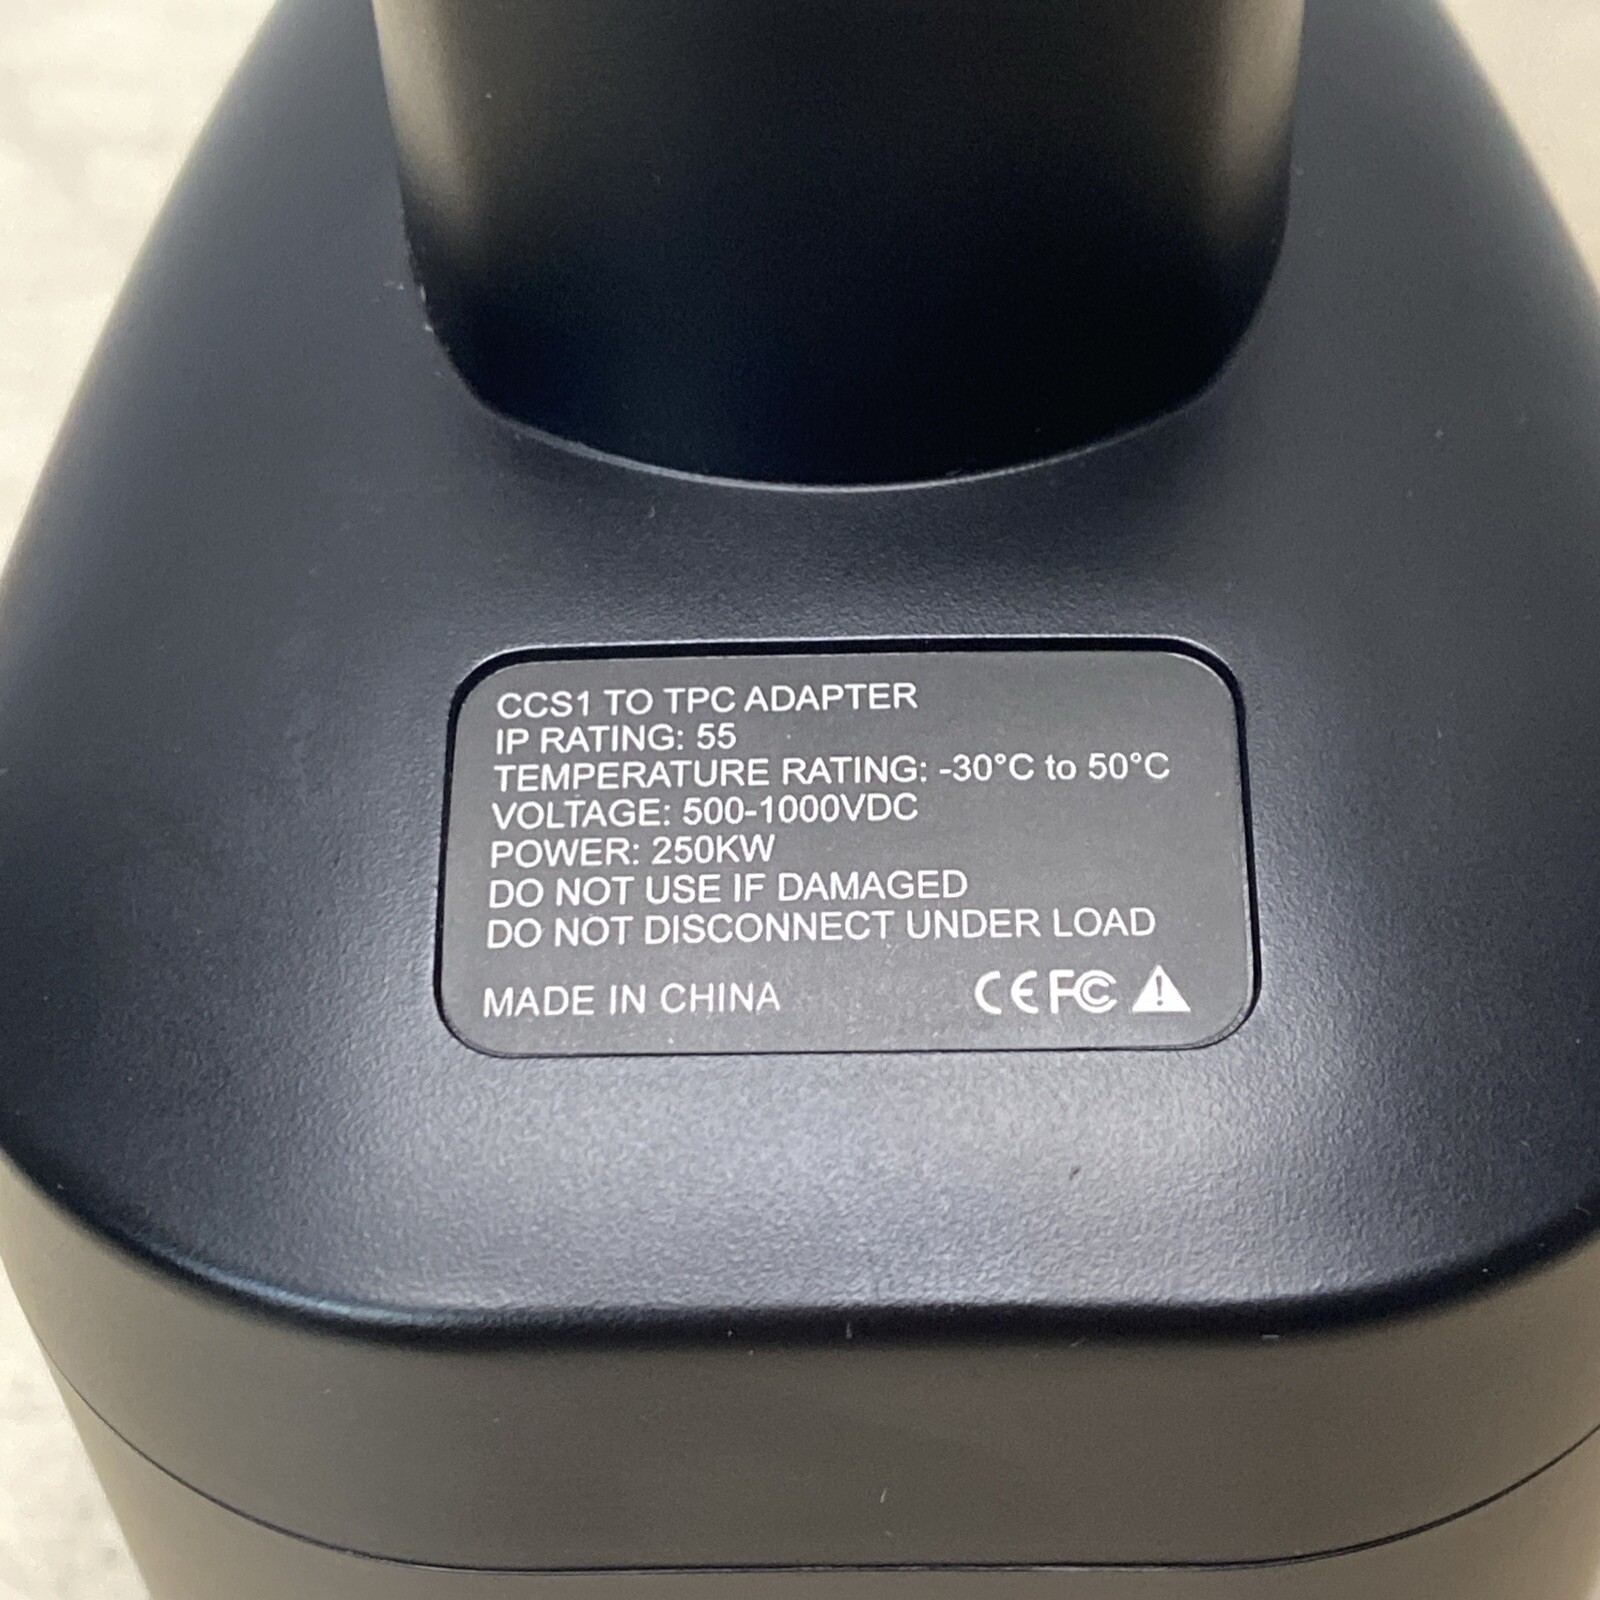 CCS1 TO TPC ADAPTER
IP RATING: 55
TEMPERATURE RATING: -30°C to 50°C
VOLTAGE: 500-1000VDC
POWER: 250KW
DO NOT USE IF DAMAGED
DO NOT DISCONNECT UNDER LOAD
MADE IN CHINA CE FC